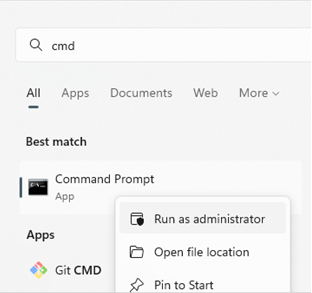 cmd
All Apps Documents Web More
Best match
Command Prompt
App
Run as administrator
Apps
Open file location
Git CMD
Pin to Start